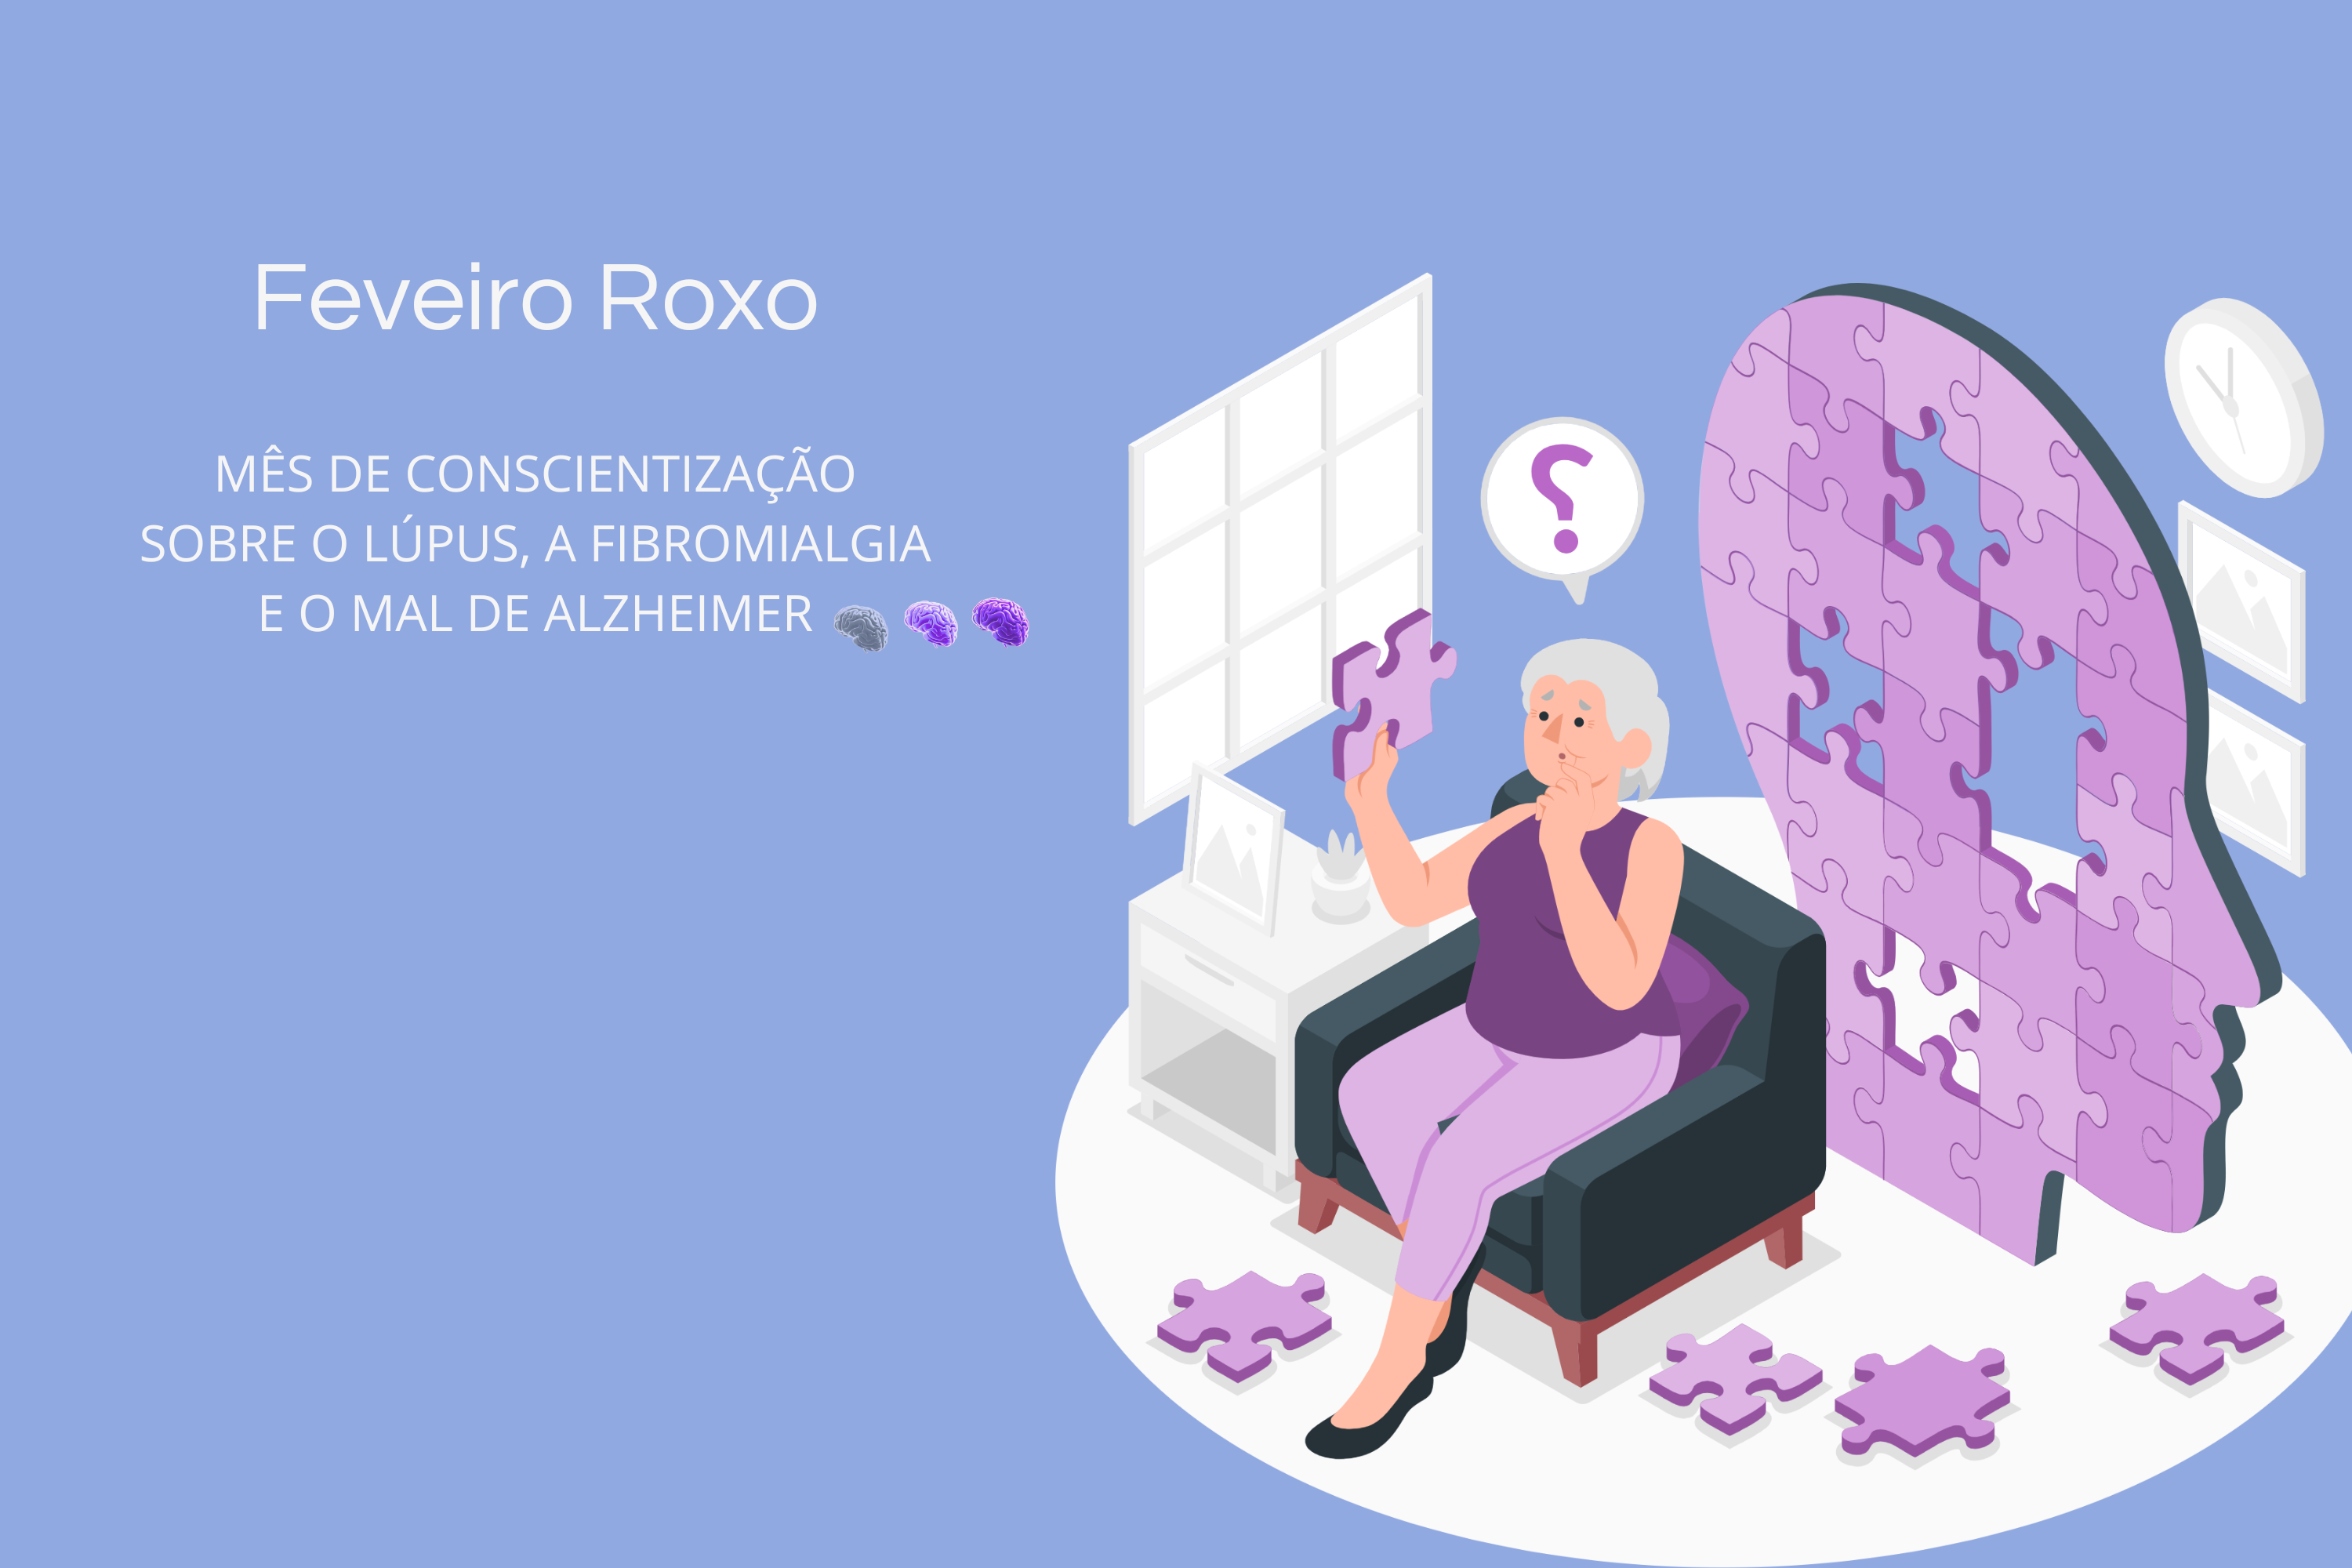 Feveiro Roxo
MÊS DE CONSCIENTIZAÇÃO
SOBRE O LÚPUS, A FIBROMIALGIA
E O MAL DE ALZHEIMER
?